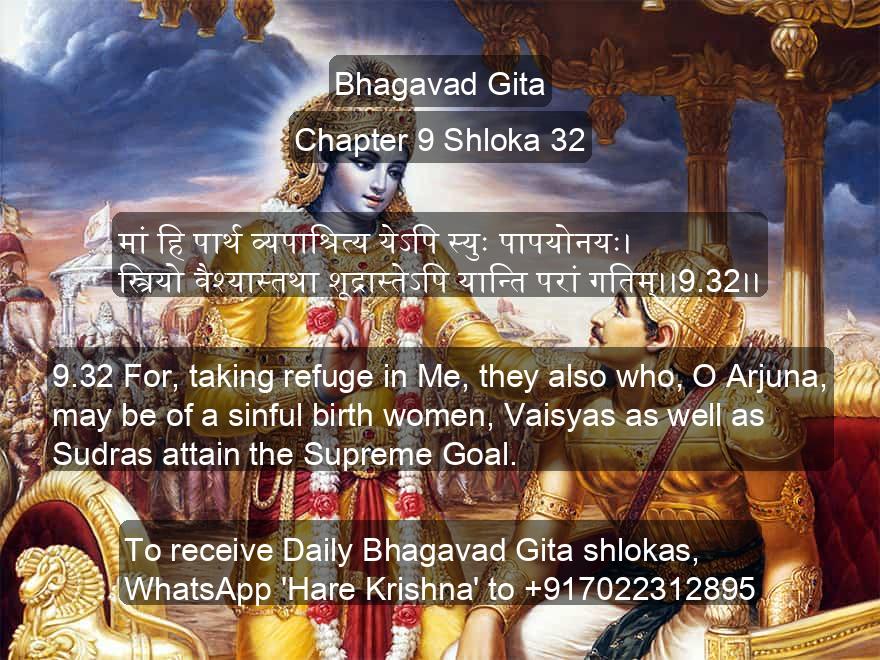 Bhagavad Gita
Chapter 9 Shloka 32
मां हि पार्थ व्यपाश्रित्य येऽपि स्युः पापयोनयः।
स्त्रियो वैश्यास्तथा शूद्रास्तेऽपि यान्ति परां गतिम्।।9.32।।
9.32 For, taking refuge in Me, they also who, O Arjuna,
may be of a sinful birth women, Vaisyas as well as
Sudras attain the Supreme Goal.
To receive Daily Bhagavad Gita shlokas,
WhatsApp 'Hare Krishna' to +917022312895